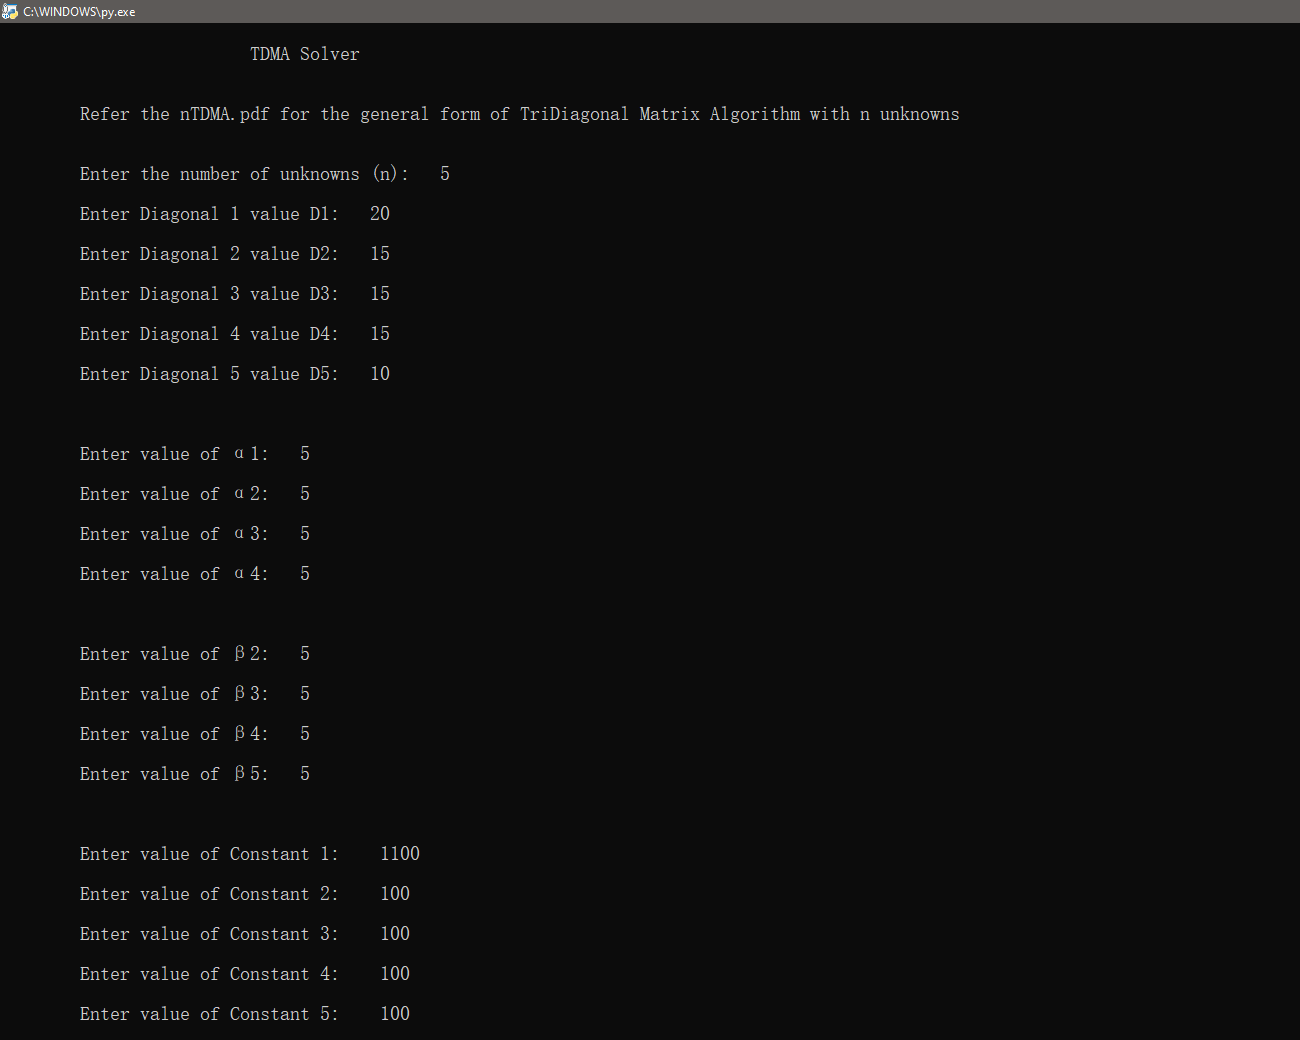 C:\WINDOWS\py.exe
TDMA Solver
Refer the nTDMA.pdf for the general form of TriDiagonal Matrix Algorithm with n unknowns
Enter the number of unknowns (n): 5
Enter Diagonal 1 value D1: 20
Enter Diagonal 2 value D2: 15
Enter Diagonal 3 value D3: 15
Enter Diagonal 4 value D4: 15
Enter Diagonal 5 value D5: 10
Enter value of α1: 5
Enter value of α2: 5
Enter value of α3: 5
Enter value of α4: 5
Enter value of β2: 5
Enter value of β3: 5
Enter value of β4: 5
Enter value of β5: 5
Enter value of Constant 1: 1100
Enter value of Constant 2: 100
Enter value of Constant 3: 100
Enter value of Constant 4: 100
Enter value of Constant 5: 100